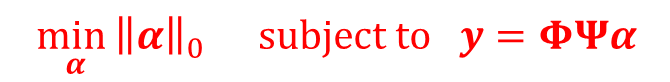 min α ‖α‖₀ subject to y = ΦΨα